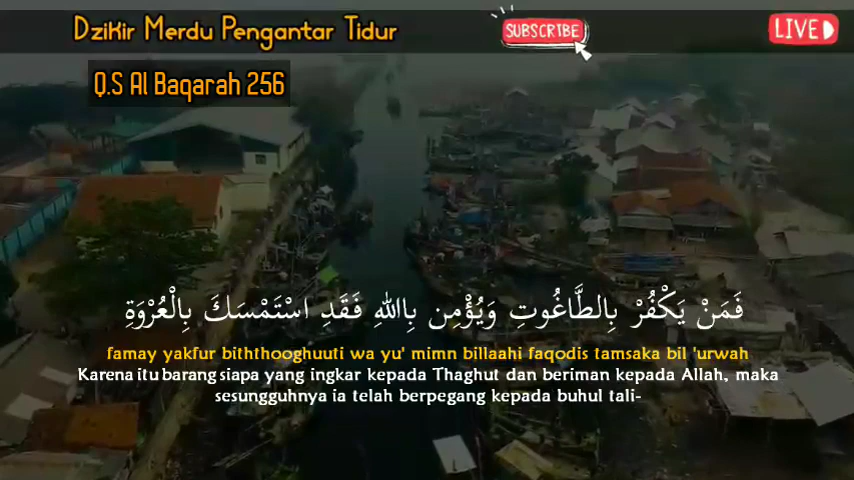 Dzikir Merdu Pengantar Tidur
SUBSCRIBE
LIVE
Q.S Al Baqarah 256
فَمَنْ يَكْفُرْ بِالطَّاغُوتِ وَيُؤْمِن بِاللهِ فَقَدِ اسْتَمْسَكَ بِالْعُرْوَةِ
famay yakfur biththooghuuti wa yu' mimn billaahi faqodis tamsaka bil 'urwah
Karena itu barang siapa yang ingkar kepada Thaghut dan beriman kepada Allah, maka
sesungguhnya ia telah berpegang kepada buhul tali-